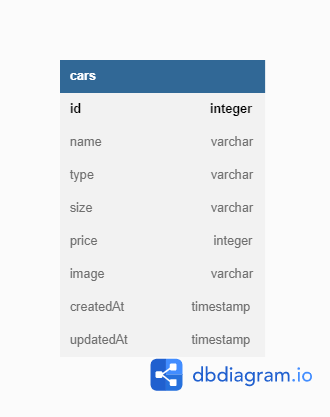 cars
id integer
name varchar
type varchar
size varchar
price integer
image varchar
createdAt timestamp
updatedAt timestamp
dbdiagram.io